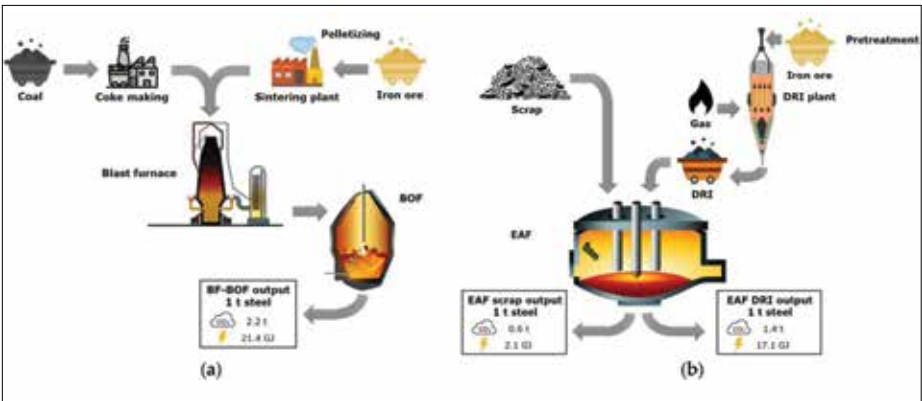 Pelletizing
Coal
Coke making
Sintering plant
Iron ore
Blast furnace
BOF
BF-BOF output
1 t steel
CO₂
2.2 t
21.4 GJ
(a)
Pretreatment
Iron ore
DRI plant
Scrap
Gas
DRI
EAF
EAF scrap output
1 t steel
0.6 t
2.1 GJ
EAF DRI output
1 t steel
1.4 t
17.1 GJ
(b)